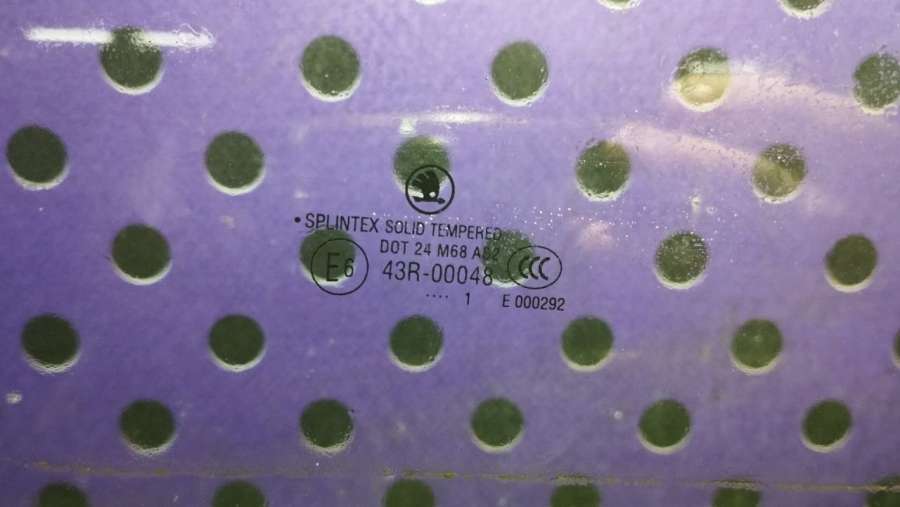 • SPLINTEX SOLID TEMPERED
DOT 24 M68 AS2
E6 43R-00048 CCC
.... 1 E 000292